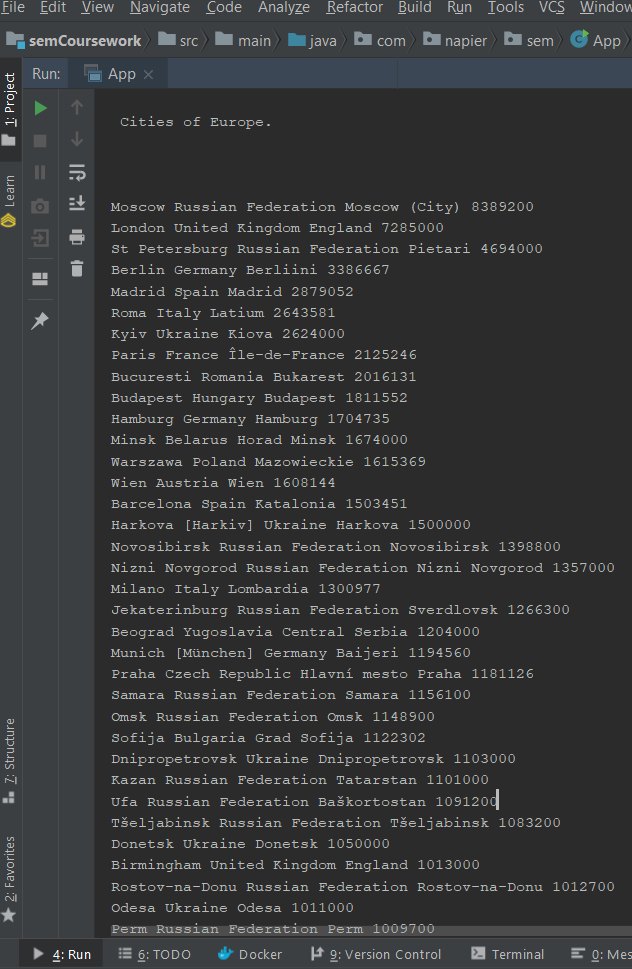 File Edit View Navigate Code Analyze Refactor Build Run Tools VCS Window
semCoursework src main java com napier sem App
Run: App
1: Project
Learn
7: Structure
2: Favorites
Cities of Europe.
Moscow Russian Federation Moscow (City) 8389200
London United Kingdom England 7285000
St Petersburg Russian Federation Pietari 4694000
Berlin Germany Berliini 3386667
Madrid Spain Madrid 2879052
Roma Italy Latium 2643581
Kyiv Ukraine Kiova 2624000
Paris France Île-de-France 2125246
Bucuresti Romania Bukarest 2016131
Budapest Hungary Budapest 1811552
Hamburg Germany Hamburg 1704735
Minsk Belarus Horad Minsk 1674000
Warszawa Poland Mazowieckie 1615369
Wien Austria Wien 1608144
Barcelona Spain Katalonia 1503451
Harkova [Harkiv] Ukraine Harkova 1500000
Novosibirsk Russian Federation Novosibirsk 1398800
Nizni Novgorod Russian Federation Nizni Novgorod 1357000
Milano Italy Lombardia 1300977
Jekaterinburg Russian Federation Sverdlovsk 1266300
Beograd Yugoslavia Central Serbia 1204000
Munich [München] Germany Baijeri 1194560
Praha Czech Republic Hlavní mesto Praha 1181126
Samara Russian Federation Samara 1156100
Omsk Russian Federation Omsk 1148900
Sofija Bulgaria Grad Sofija 1122302
Dnipropetrovsk Ukraine Dnipropetrovsk 1103000
Kazan Russian Federation Tatarstan 1101000
Ufa Russian Federation Baškortostan 1091200
Tšeljabinsk Russian Federation Tšeljabinsk 1083200
Donetsk Ukraine Donetsk 1050000
Birmingham United Kingdom England 1013000
Rostov-na-Donu Russian Federation Rostov-na-Donu 1012700
Odesa Ukraine Odesa 1011000
Perm Russian Federation Perm 1009700
4: Run 6: TODO Docker 9: Version Control Terminal 0: Mes